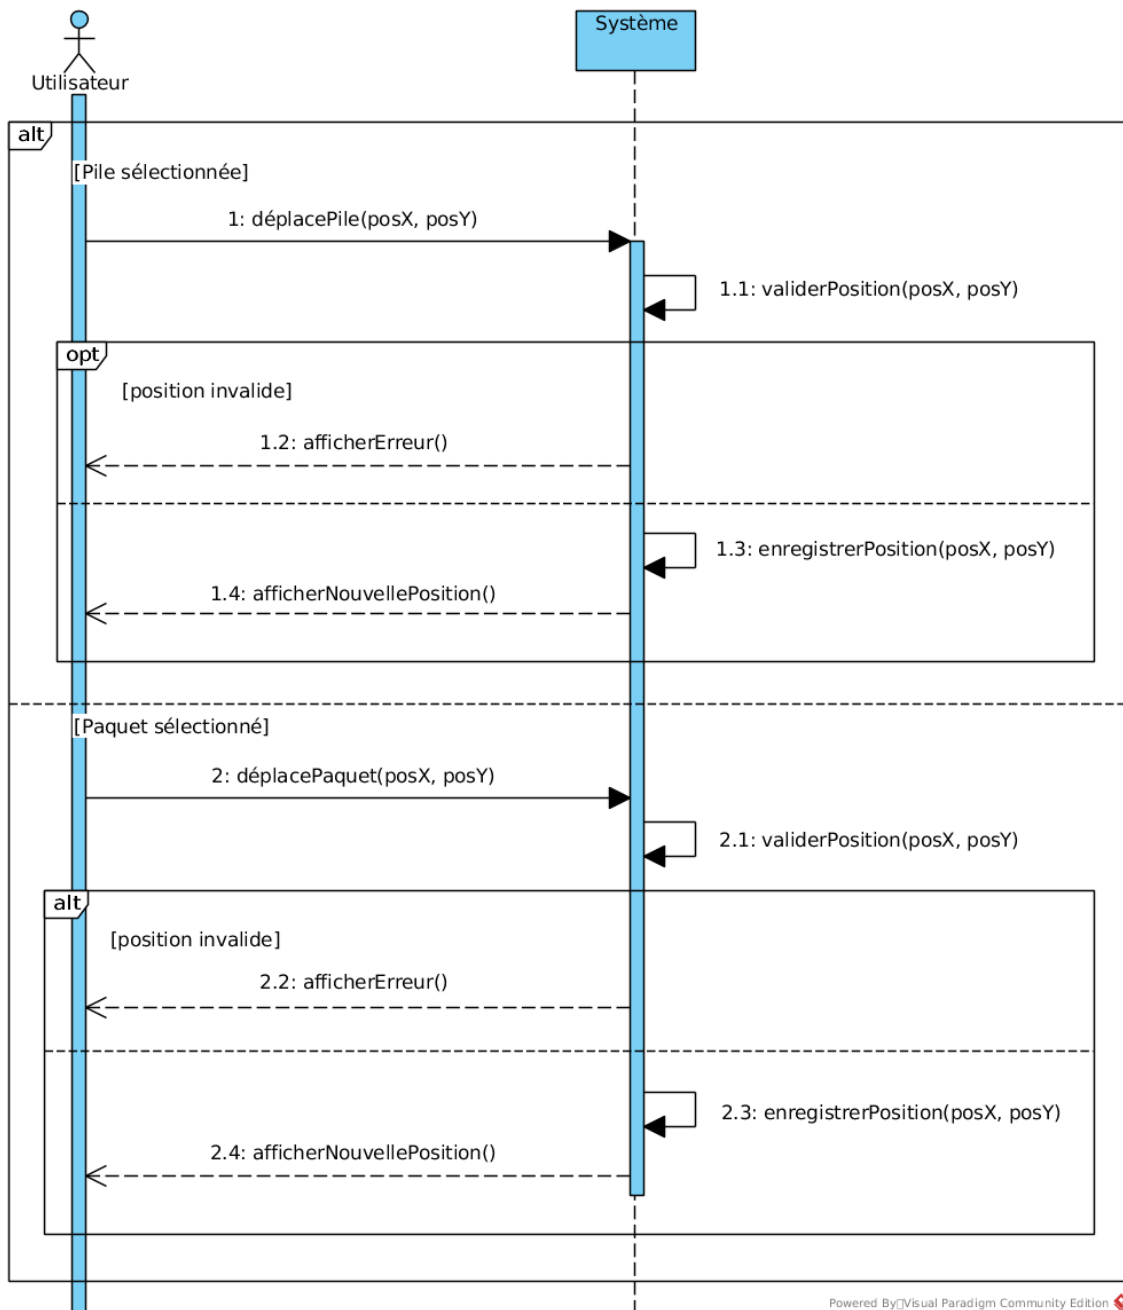 Système
Utilisateur
alt
[Pile sélectionnée]
1: déplacePile(posX, posY)
1.1: validerPosition(posX, posY)
opt
[position invalide]
1.2: afficherErreur()
1.3: enregistrerPosition(posX, posY)
1.4: afficherNouvellePosition()
[Paquet sélectionné]
2: déplacePaquet(posX, posY)
2.1: validerPosition(posX, posY)
alt
[position invalide]
2.2: afficherErreur()
2.3: enregistrerPosition(posX, posY)
2.4: afficherNouvellePosition()
Powered By Visual Paradigm Community Edition